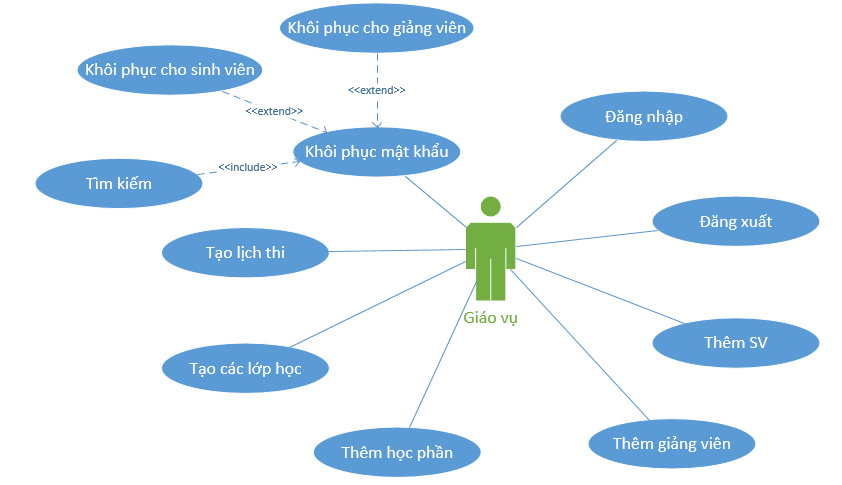 Khôi phục cho giảng viên
Khôi phục cho sinh viên
<<extend>>
<<extend>>
Đăng nhập
Khôi phục mật khẩu
<<include>>
Tìm kiếm
Đăng xuất
Tạo lịch thi
Giáo vụ
Thêm SV
Tạo các lớp học
Thêm giảng viên
Thêm học phần